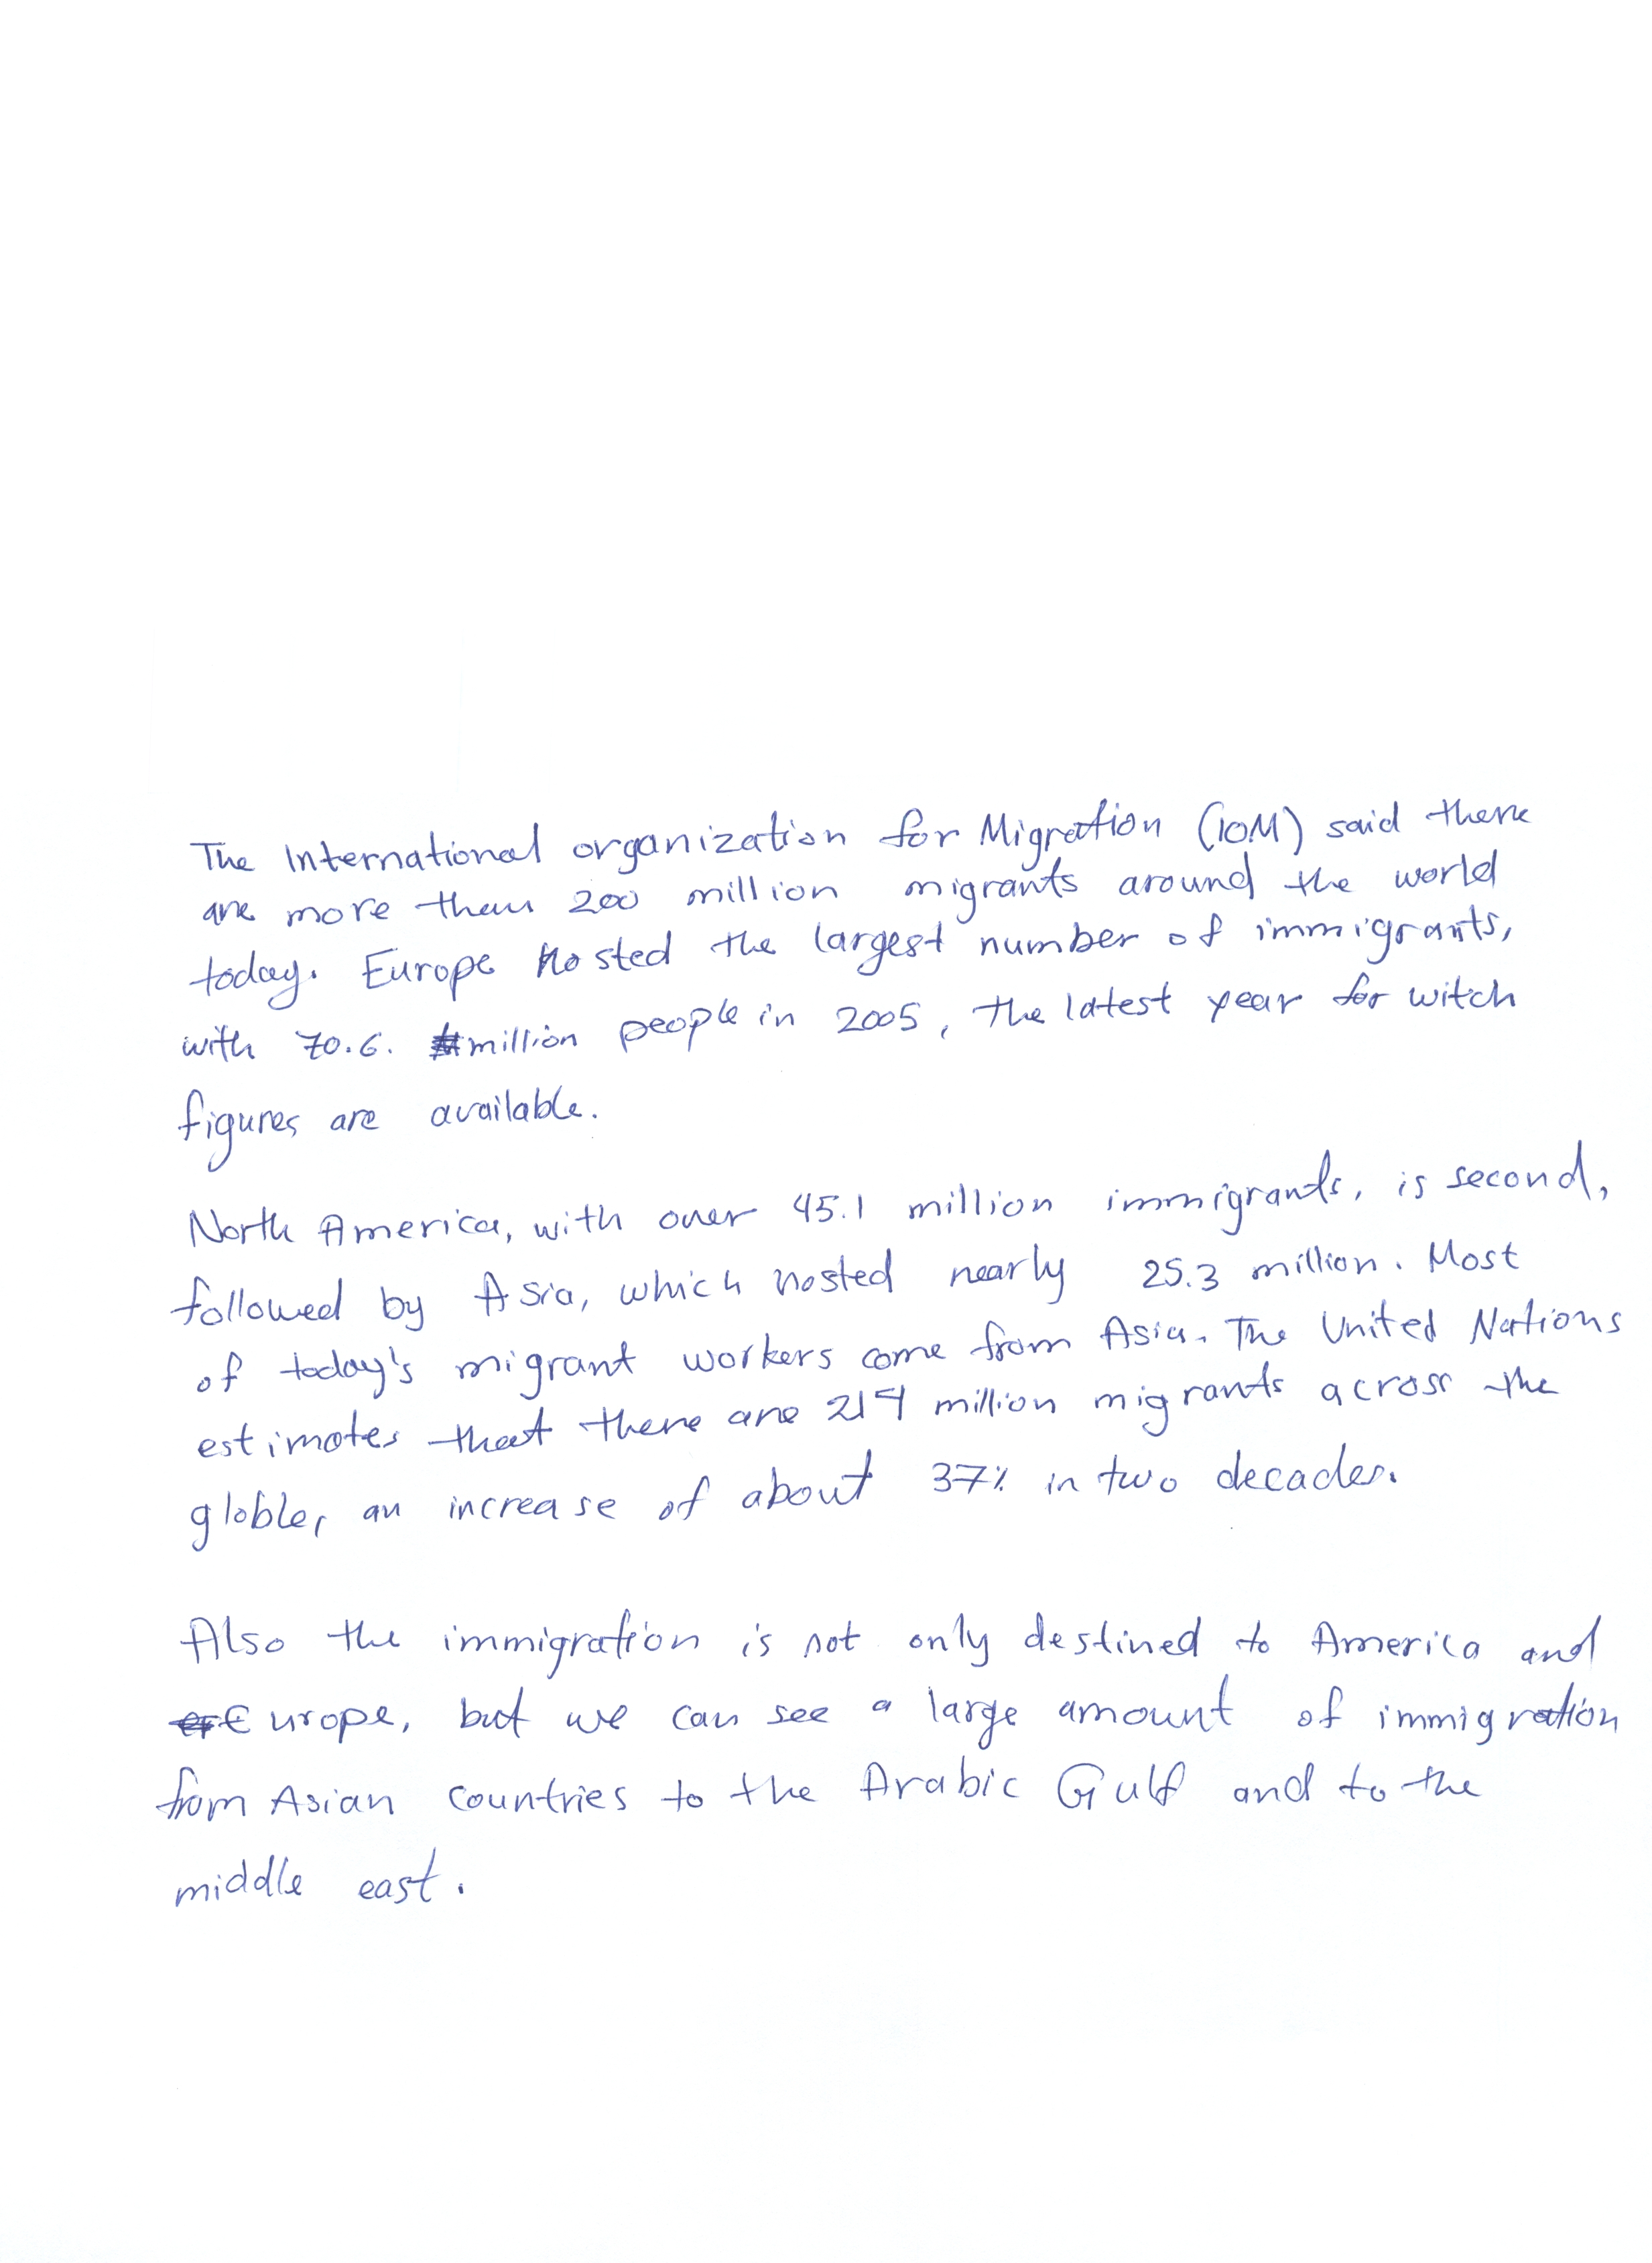 The International organization for Migration (IOM) said there
are more than 200 million migrants around the world
today. Europe hosted the largest number of immigrants,
with 70.6. million people in 2005, the latest year for witch
figures are available.
North America, with over 45.1 million immigrants, is second,
followed by Asia, which hosted nearly 25.3 million. Most
of today's migrant workers come from Asia. The United Nations
estimates that there are 214 million migrants across the
globle, an increase of about 37% in two decades.
Also the immigration is not only destined to America and
Europe, but we can see a large amount of immigration
from Asian countries to the Arabic Gulf and to the
middle east.